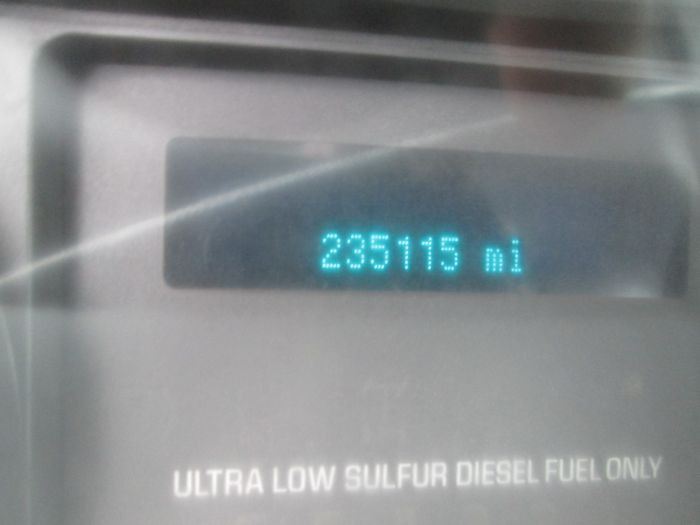 235115 mi
ULTRA LOW SULFUR DIESEL FUEL ONLY